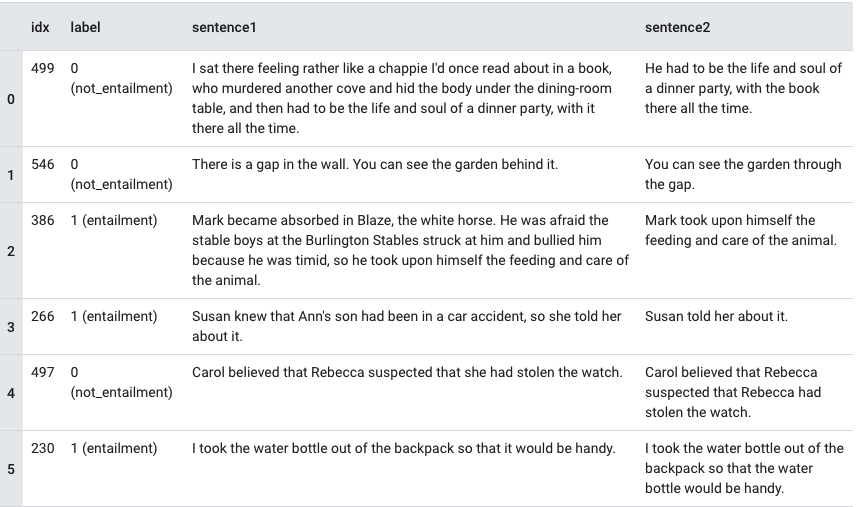 idx label sentence1 sentence2
0 499 0 (not_entailment) I sat there feeling rather like a chappie I'd once read about in a book, who murdered another cove and hid the body under the dining-room table, and then had to be the life and soul of a dinner party, with it there all the time. He had to be the life and soul of a dinner party, with the book there all the time.
1 546 0 (not_entailment) There is a gap in the wall. You can see the garden behind it. You can see the garden through the gap.
2 386 1 (entailment) Mark became absorbed in Blaze, the white horse. He was afraid the stable boys at the Burlington Stables struck at him and bullied him because he was timid, so he took upon himself the feeding and care of the animal. Mark took upon himself the feeding and care of the animal.
3 266 1 (entailment) Susan knew that Ann's son had been in a car accident, so she told her about it. Susan told her about it.
4 497 0 (not_entailment) Carol believed that Rebecca suspected that she had stolen the watch. Carol believed that Rebecca suspected that Rebecca had stolen the watch.
5 230 1 (entailment) I took the water bottle out of the backpack so that it would be handy. I took the water bottle out of the backpack so that the water bottle would be handy.